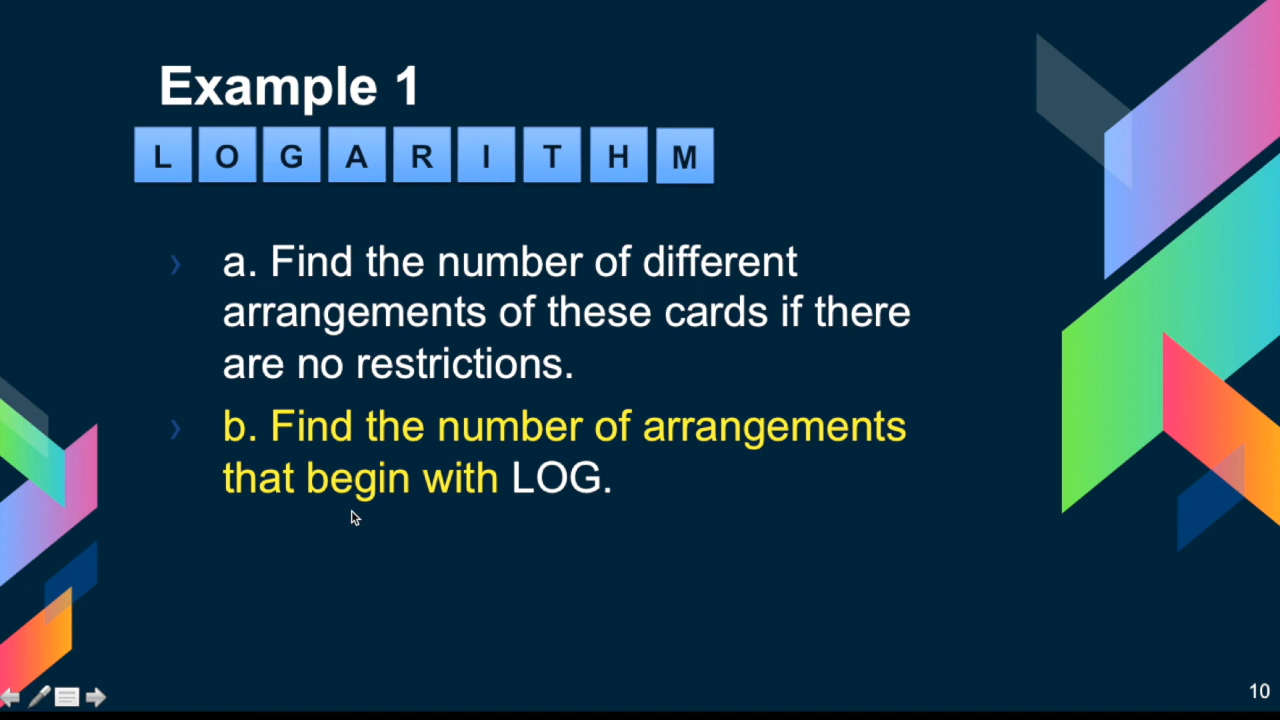 Example 1
L O G A R I T H M
› a. Find the number of different
arrangements of these cards if there
are no restrictions.
› b. Find the number of arrangements
that begin with LOG.
10